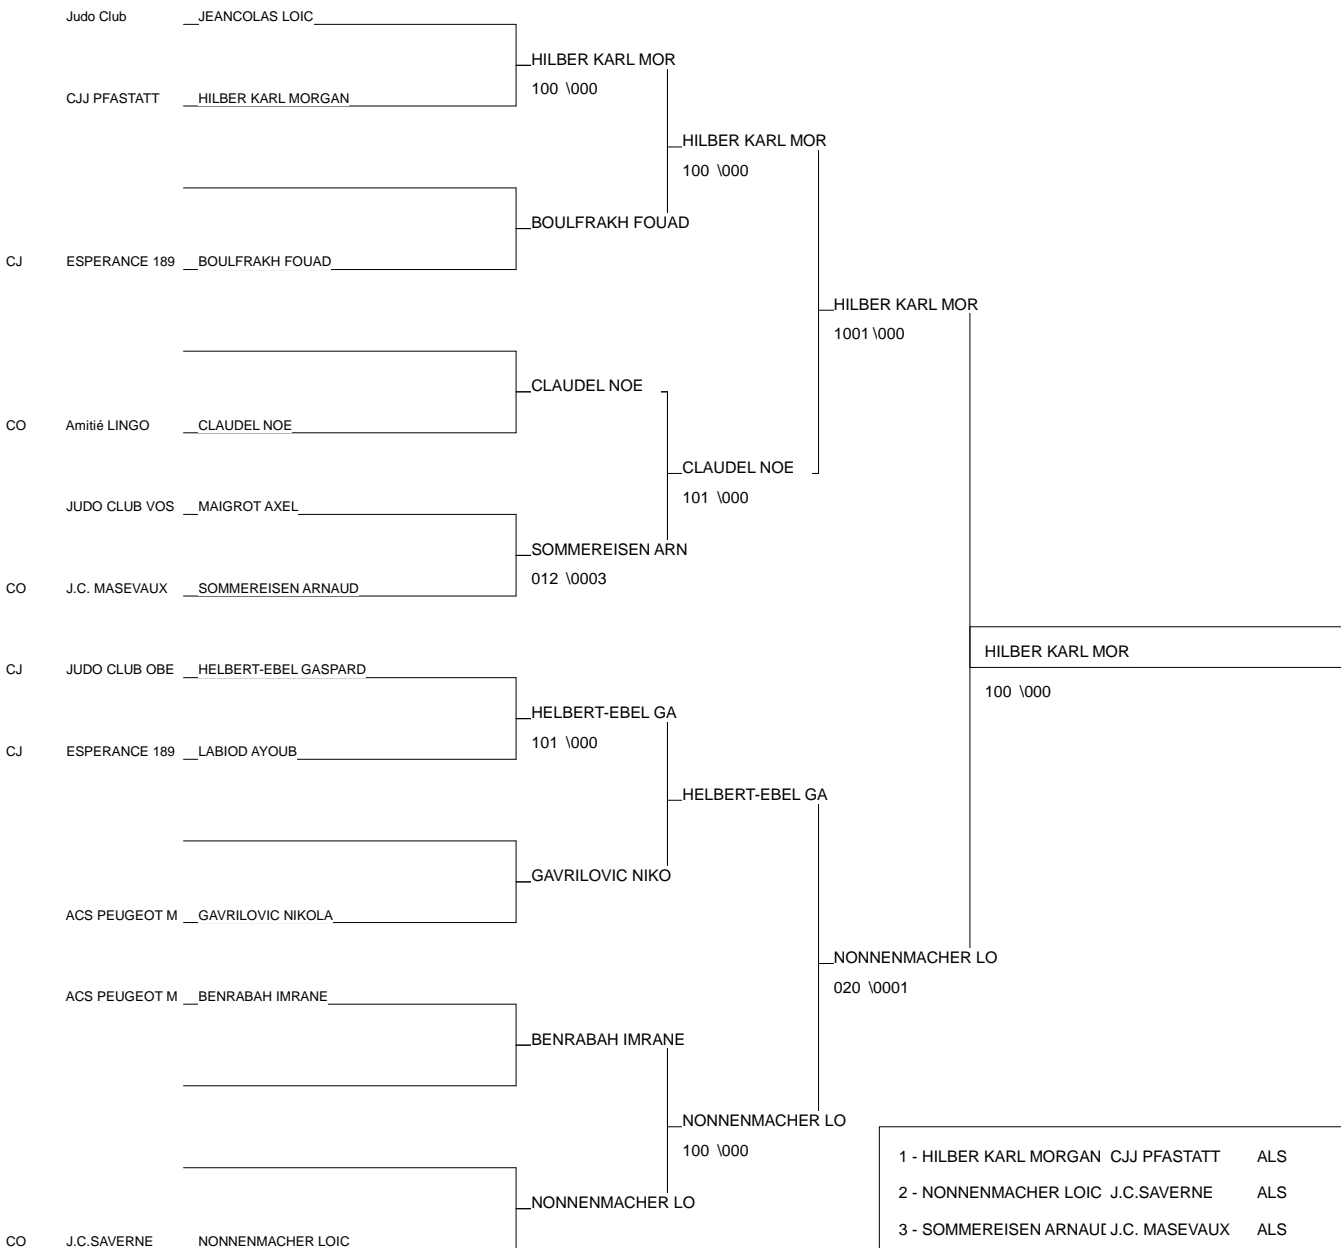 Judo Club JEANCOLAS LOIC
HILBER KARL MOR
100 \000
CJJ PFASTATT HILBER KARL MORGAN
HILBER KARL MOR
100 \000
BOULFRAKH FOUAD
CJ ESPERANCE 189 BOULFRAKH FOUAD
HILBER KARL MOR
1001 \000
CLAUDEL NOE
CO Amitié LINGO CLAUDEL NOE
CLAUDEL NOE
101 \000
JUDO CLUB VOS MAIGROT AXEL
SOMMEREISEN ARN
012 \0003
CO J.C. MASEVAUX SOMMEREISEN ARNAUD
HILBER KARL MOR
100 \000
CJ JUDO CLUB OBE HELBERT-EBEL GASPARD
HELBERT-EBEL GA
101 \000
CJ ESPERANCE 189 LABIOD AYOUB
HELBERT-EBEL GA
GAVRILOVIC NIKO
ACS PEUGEOT M GAVRILOVIC NIKOLA
NONNENMACHER LO
020 \0001
ACS PEUGEOT M BENRABAH IMRANE
BENRABAH IMRANE
NONNENMACHER LO
100 \000
NONNENMACHER LO
CO J.C.SAVERNE NONNENMACHER LOIC
1 - HILBER KARL MORGAN CJJ PFASTATT ALS
2 - NONNENMACHER LOIC J.C.SAVERNE ALS
3 - SOMMEREISEN ARNAUD J.C. MASEVAUX ALS